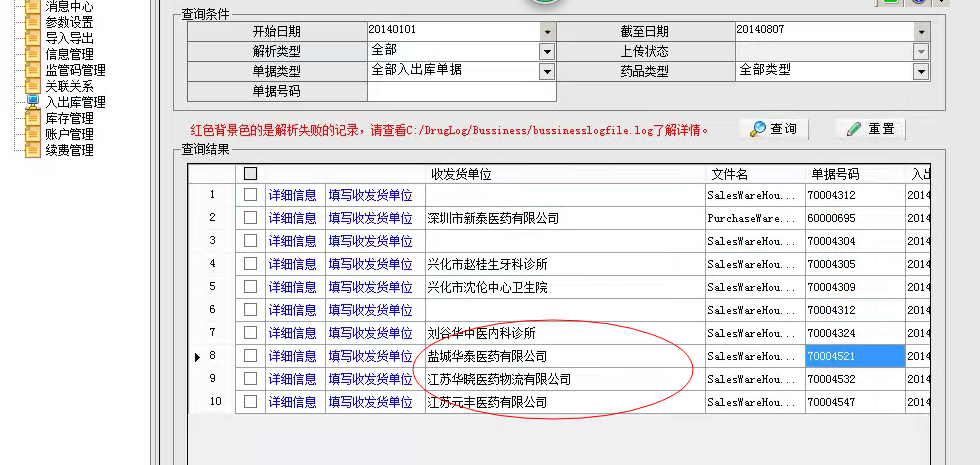 消息中心
参数设置
导入导出
信息管理
监管码管理
关联关系
入出库管理
库存管理
账户管理
续费管理
查询条件
开始日期 20140101 截至日期 20140807
解析类型 全部 上传状态
单据类型 全部入出库单据 药品类型 全部类型
单据号码
红色背景色的是解析失败的记录，请查看C:/DrugLog/Bussiness/bussinesslogfile.log了解详情。 查询 重置
查询结果
收发货单位 文件名 单据号码 入出
1 详细信息 填写收发货单位 SalesWareHou... 70004312 2014
2 详细信息 填写收发货单位 深圳市新泰医药有限公司 PurchaseWare... 60000695 2014
3 详细信息 填写收发货单位 SalesWareHou... 70004304 2014
4 详细信息 填写收发货单位 兴化市赵桂生牙科诊所 SalesWareHou... 70004305 2014
5 详细信息 填写收发货单位 兴化市沈伦中心卫生院 SalesWareHou... 70004309 2014
6 详细信息 填写收发货单位 SalesWareHou... 70004312 2014
7 详细信息 填写收发货单位 刘谷华中医内科诊所 SalesWareHou... 70004324 2014
8 详细信息 填写收发货单位 盐城华泰医药有限公司 SalesWareHou... 70004521 2014
9 详细信息 填写收发货单位 江苏华晓医药物流有限公司 SalesWareHou... 70004532 2014
10 详细信息 填写收发货单位 江苏元丰医药有限公司 SalesWareHou... 70004547 2014